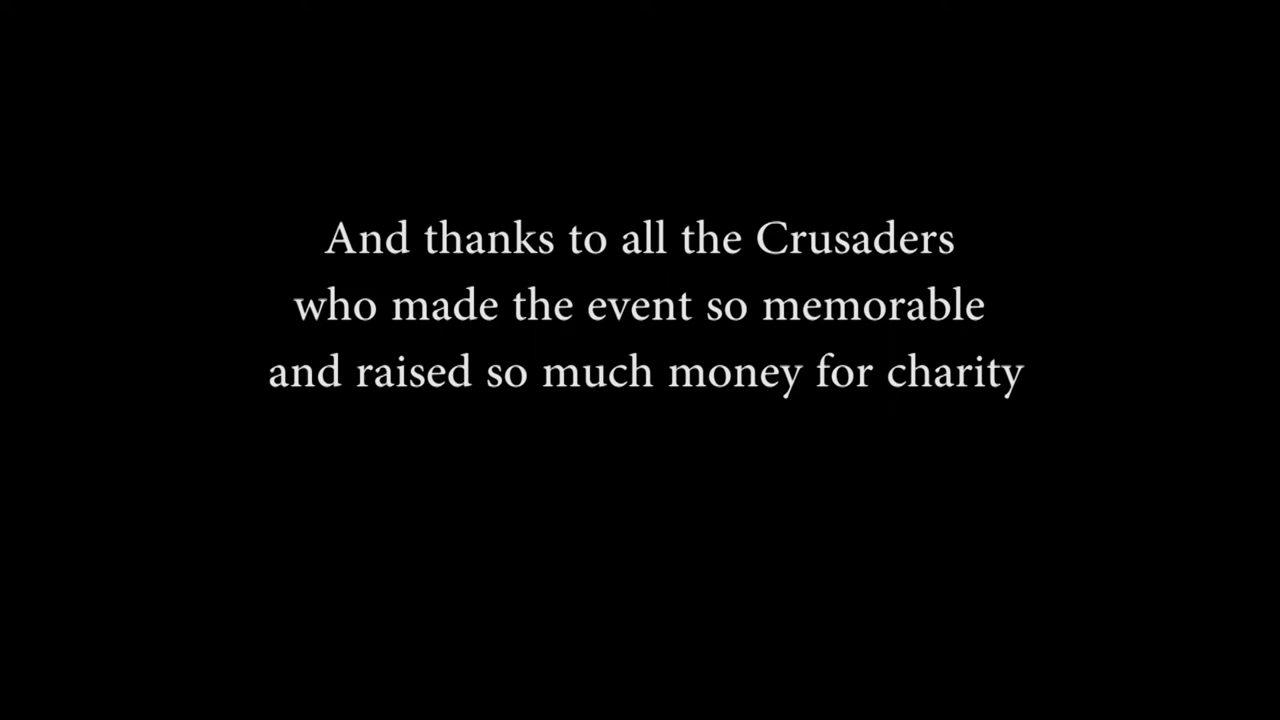 And thanks to all the Crusaders
who made the event so memorable
and raised so much money for charity